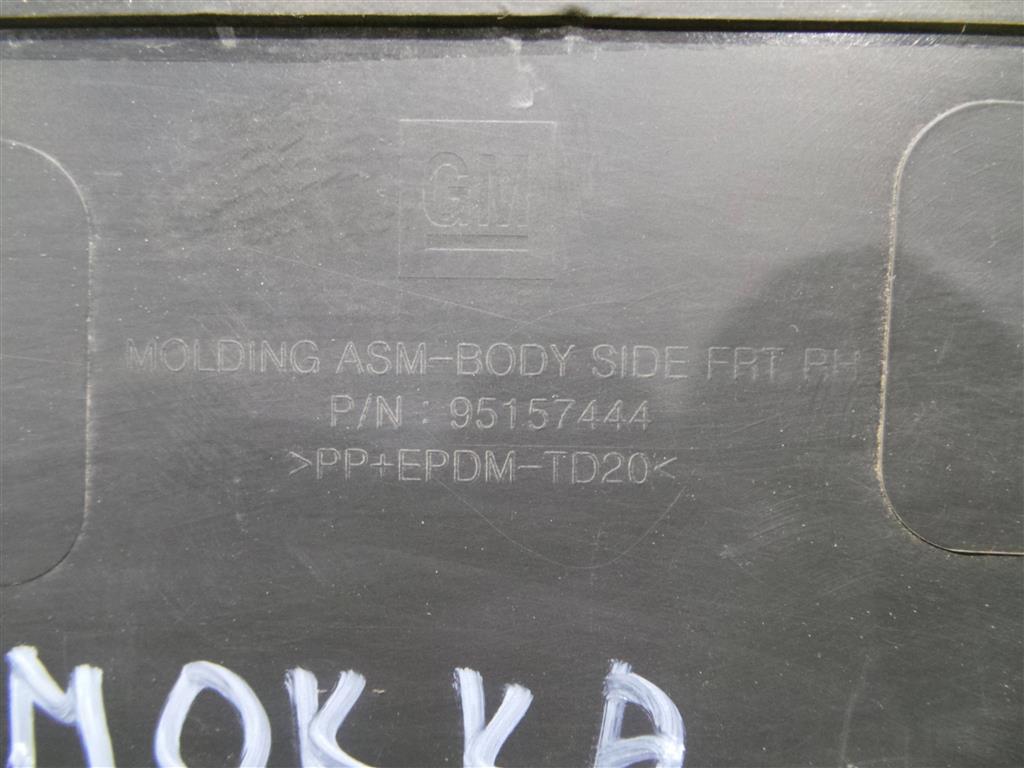 GM
MOLDING ASM-BODY SIDE FRT RH
P/N : 95157444
>PP+EPDM-TD20<
MOKKA